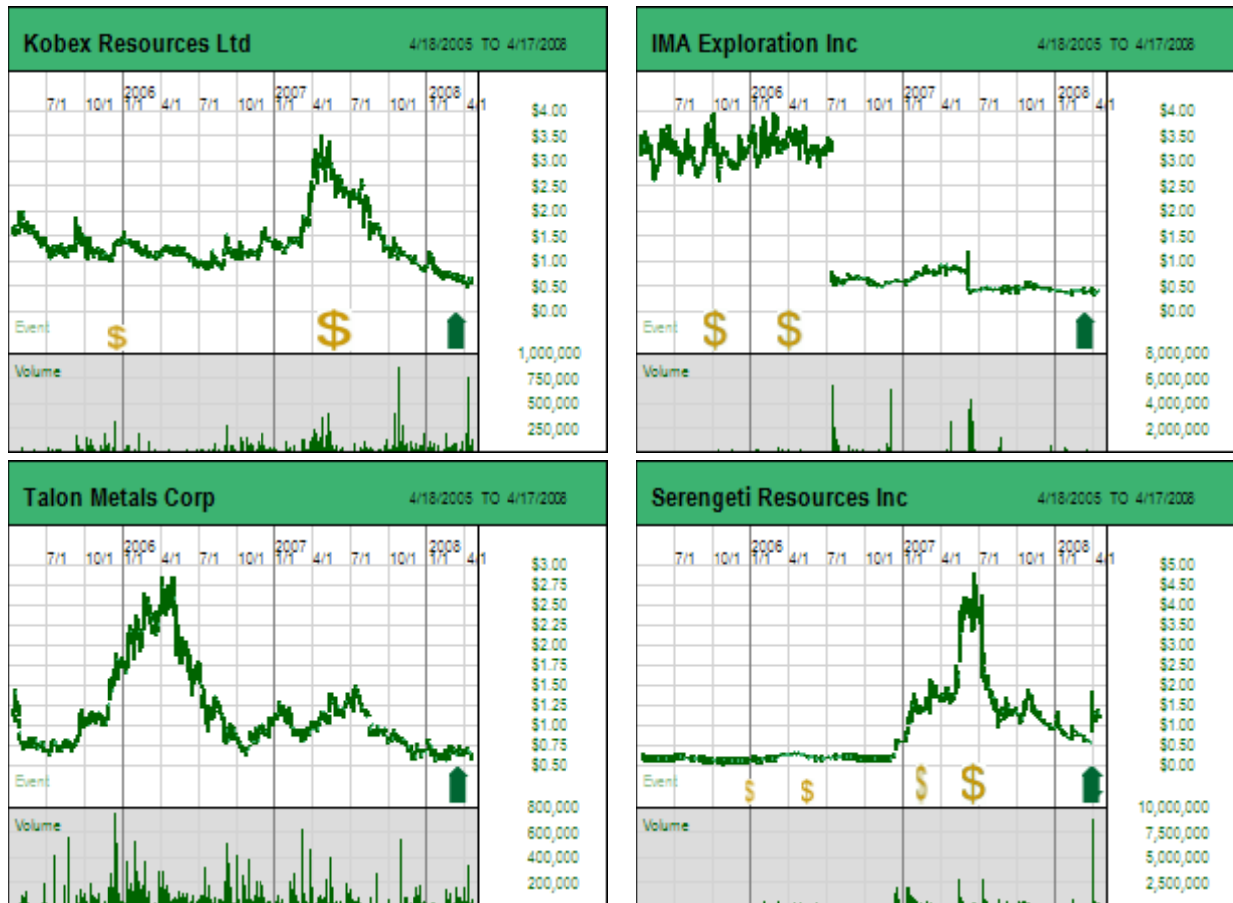 Kobex Resources Ltd 4/18/2005 TO 4/17/2008
2006 2007 2008
7/1 10/1 1/1 4/1 7/1 10/1 1/1 4/1 7/1 10/1 1/1 4/1
$4.00
$3.50
$3.00
$2.50
$2.00
$1.50
$1.00
$0.50
$0.00
Event $ $
1,000,000
Volume
750,000
500,000
250,000
IMA Exploration Inc 4/18/2005 TO 4/17/2008
2006 2007 2008
7/1 10/1 1/1 4/1 7/1 10/1 1/1 4/1 7/1 10/1 1/1 4/1
$4.00
$3.50
$3.00
$2.50
$2.00
$1.50
$1.00
$0.50
$0.00
Event $ $
8,000,000
Volume
6,000,000
4,000,000
2,000,000
Talon Metals Corp 4/18/2005 TO 4/17/2008
2006 2007 2008
7/1 10/1 1/1 4/1 7/1 10/1 1/1 4/1 7/1 10/1 1/1 4/1
$3.00
$2.75
$2.50
$2.25
$2.00
$1.75
$1.50
$1.25
$1.00
$0.75
$0.50
Event
800,000
Volume
600,000
400,000
200,000
Serengeti Resources Inc 4/18/2005 TO 4/17/2008
2006 2007 2008
7/1 10/1 1/1 4/1 7/1 10/1 1/1 4/1 7/1 10/1 1/1 4/1
$5.00
$4.50
$4.00
$3.50
$3.00
$2.50
$2.00
$1.50
$1.00
$0.50
$0.00
Event $ $ $ $
10,000,000
Volume
7,500,000
5,000,000
2,500,000